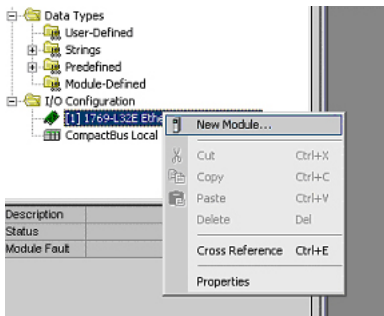 Data Types
User-Defined
Strings
Predefined
Module-Defined
I/O Configuration
[1] 1769-L32E Ethe
CompactBus Local
New Module...
Cut Ctrl+X
Copy Ctrl+C
Paste Ctrl+V
Delete Del
Cross Reference Ctrl+E
Properties
Description
Status
Module Fault